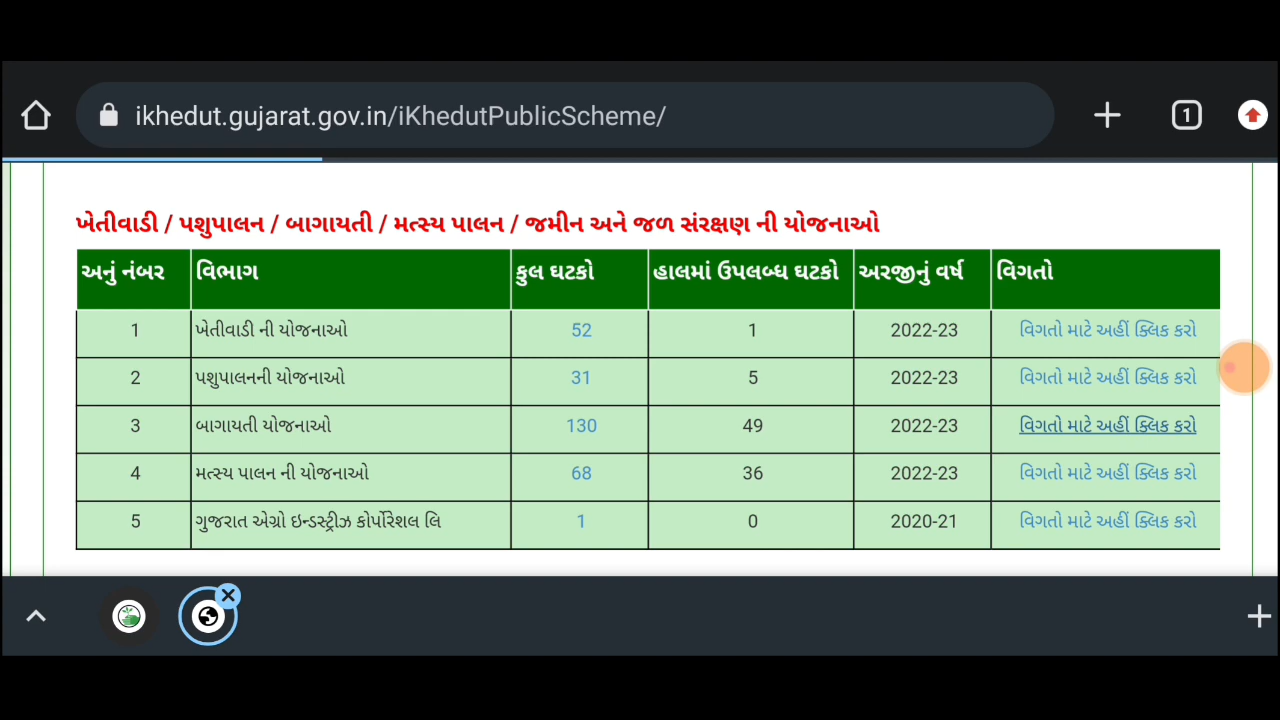 ikhedut.gujarat.gov.in/iKhedutPublicScheme/
1
ખેતીવાડી / પશુપાલન / બાગાયતી / મત્સ્ય પાલન / જમીન અને જળ સંરક્ષણ ની યોજનાઓ
અનું નંબર વિભાગ કુલ ઘટકો હાલમાં ઉપલબ્ધ ઘટકો અરજીનું વર્ષ વિગતો
1 ખેતીવાડી ની યોજનાઓ 52 1 2022-23 વિગતો માટે અહીં ક્લિક કરો
2 પશુપાલનની યોજનાઓ 31 5 2022-23 વિગતો માટે અહીં ક્લિક કરો
3 બાગાયતી યોજનાઓ 130 49 2022-23 વિગતો માટે અહીં ક્લિક કરો
4 મત્સ્ય પાલન ની યોજનાઓ 68 36 2022-23 વિગતો માટે અહીં ક્લિક કરો
5 ગુજરાત એગ્રો ઇન્ડસ્ટ્રીઝ કોર્પોરેશલ લિ 1 0 2020-21 વિગતો માટે અહીં ક્લિક કરો